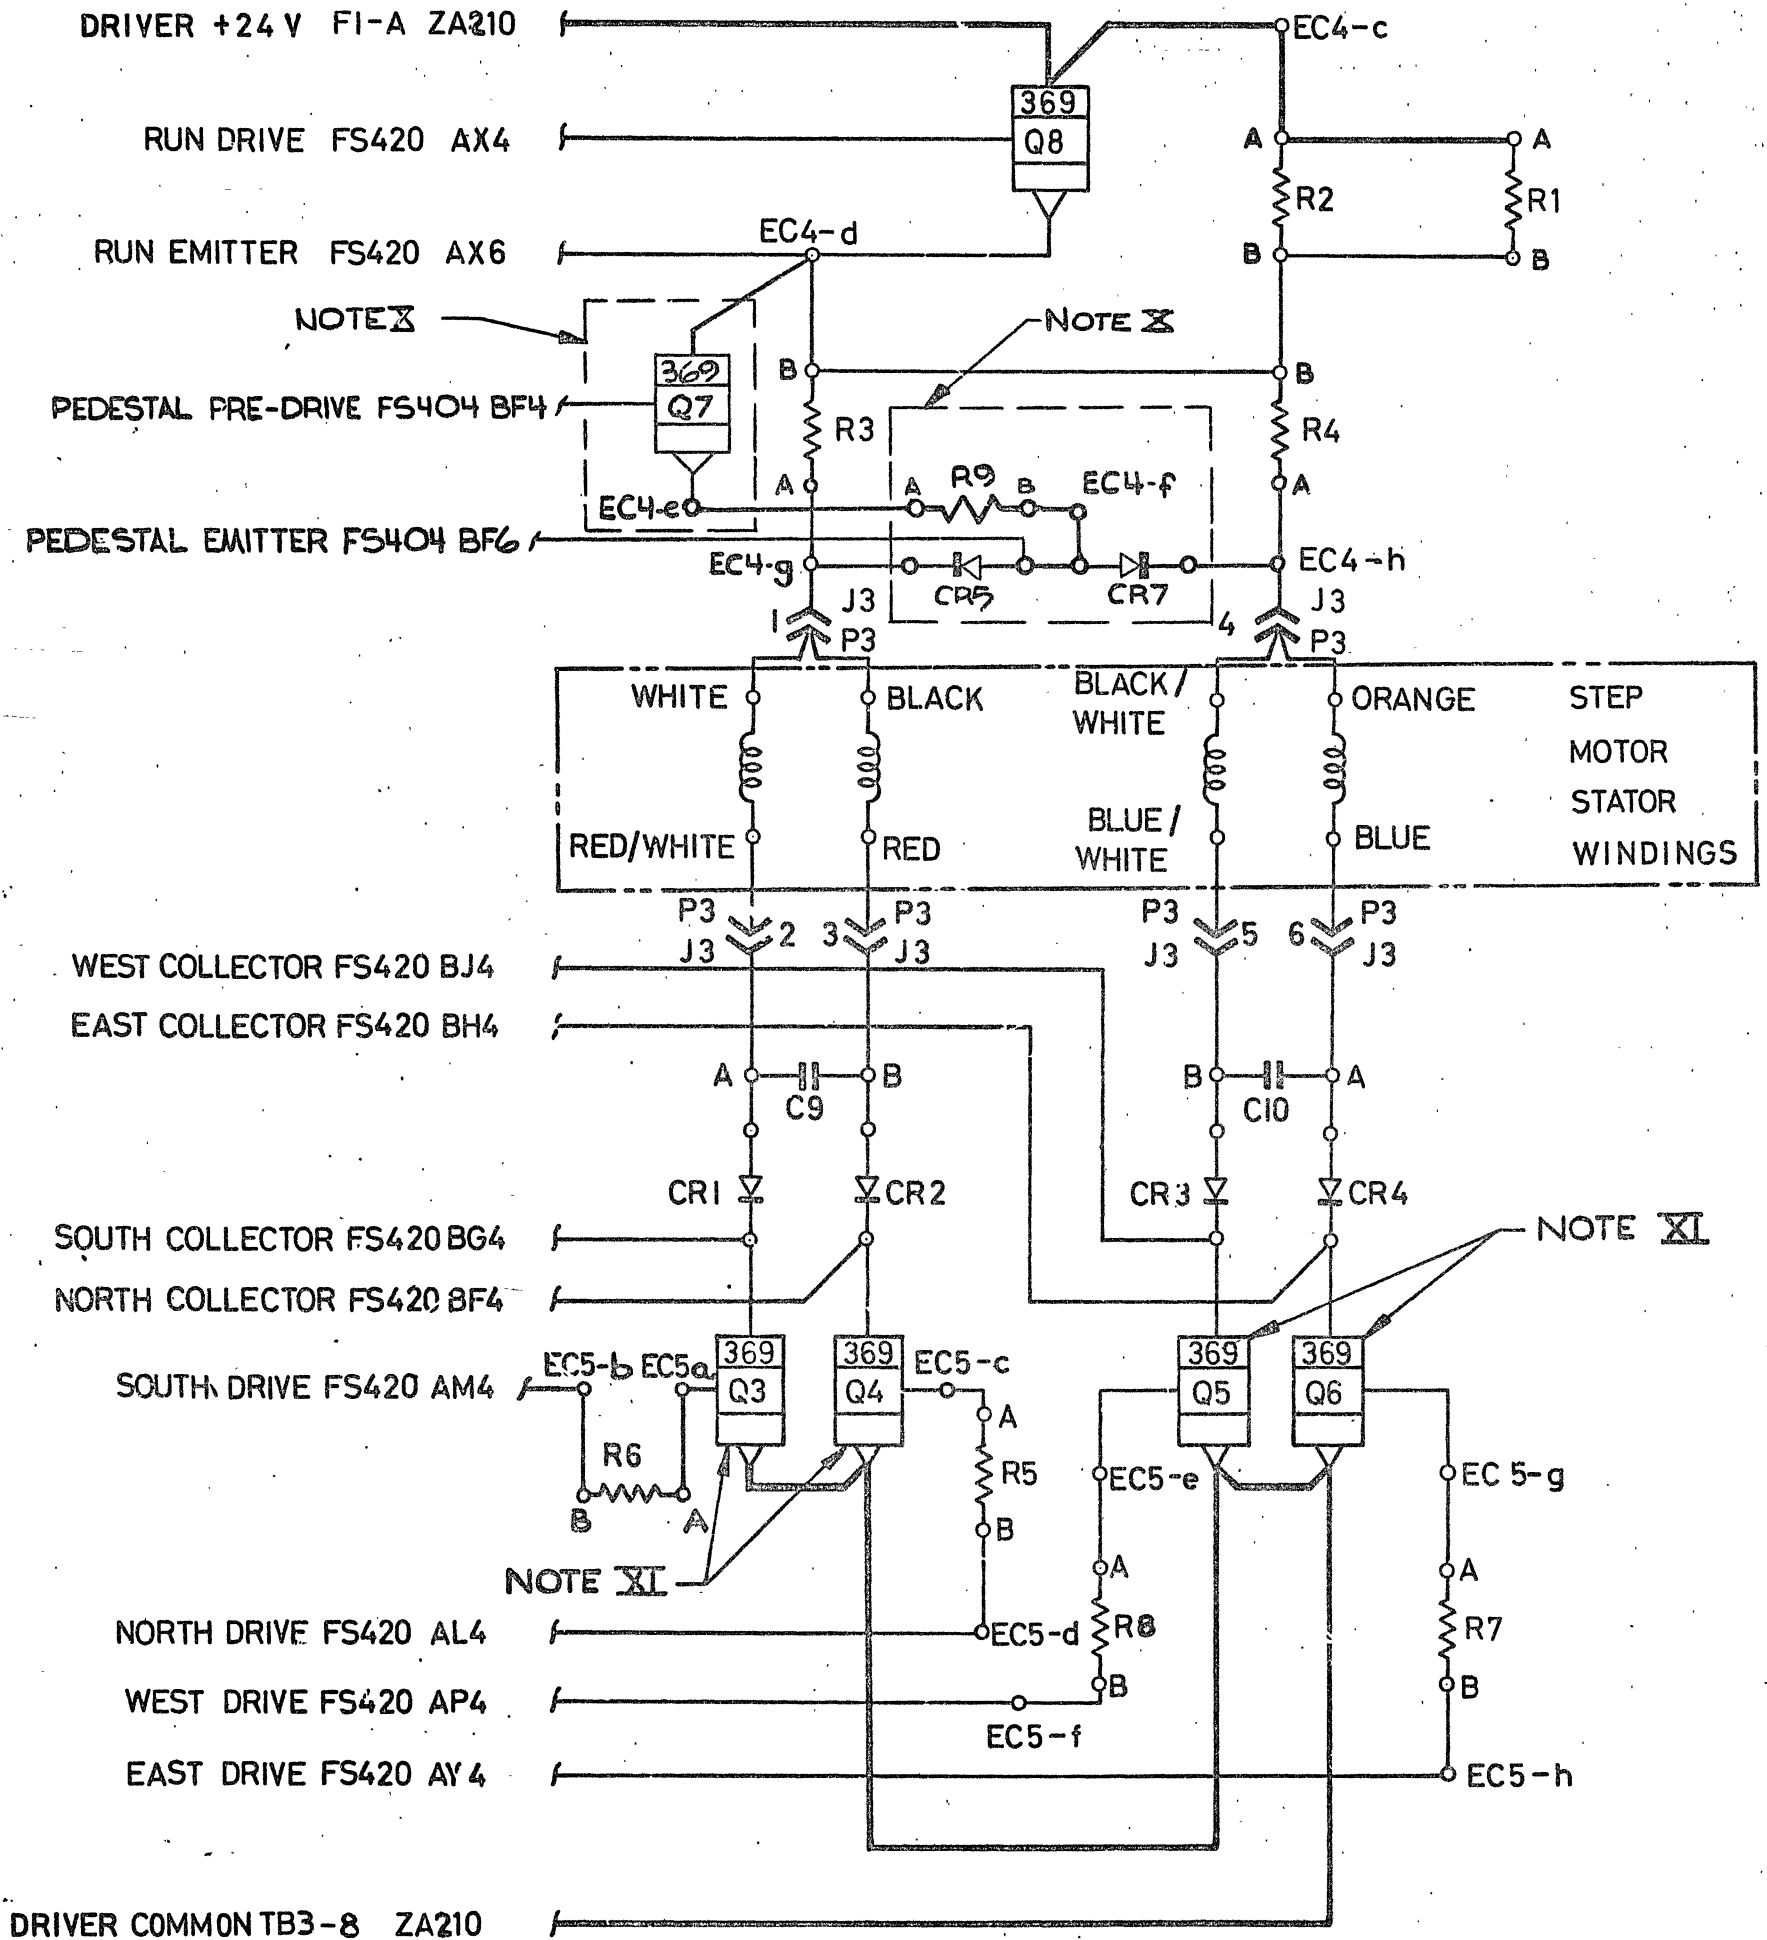 DRIVER +24 V F1-A ZA210
EC4-c
369
Q8
RUN DRIVE FS420 AX4
A
A
R2
R1
EC4-d
RUN EMITTER FS420 AX6
B
B
NOTE X
NOTE X
369
Q7
B
B
PEDESTAL PRE-DRIVE FS404 BF4
R3
R4
A
A
R9
B
EC4-f
A
EC4-e
PEDESTAL EMITTER FS404 BF6
EC4-g
EC4-h
CR5
CR7
J3
J3
1
4
P3
P3
WHITE
BLACK
BLACK/
WHITE
ORANGE
STEP
MOTOR
STATOR
WINDINGS
RED/WHITE
RED
BLUE/
WHITE
BLUE
P3
P3
P3
P3
2
3
5
6
J3
J3
J3
J3
WEST COLLECTOR FS420 BJ4
EAST COLLECTOR FS420 BH4
A
B
B
A
C9
C10
CR1
CR2
CR3
CR4
SOUTH COLLECTOR FS420 BG4
NOTE XI
NORTH COLLECTOR FS420 BF4
369
369
369
369
EC5-b
EC5a
EC5-c
SOUTH DRIVE FS420 AM4
Q3
Q4
Q5
Q6
A
R6
R5
EC5-e
EC5-g
B
A
B
NOTE XI
A
A
NORTH DRIVE FS420 AL4
EC5-d
R8
R7
B
B
WEST DRIVE FS420 AP4
EC5-f
EAST DRIVE FS420 AY4
EC5-h
DRIVER COMMON TB3-8 ZA210